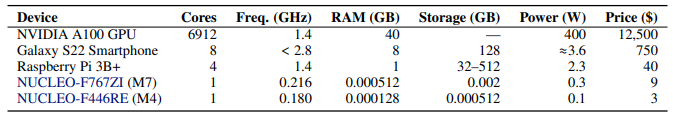 Device Cores Freq. (GHz) RAM (GB) Storage (GB) Power (W) Price ($)
NVIDIA A100 GPU 6912 1.4 40 — 400 12,500
Galaxy S22 Smartphone 8 < 2.8 8 128 ≈3.6 750
Raspberry Pi 3B+ 4 1.4 1 32–512 2.3 40
NUCLEO-F767ZI (M7) 1 0.216 0.000512 0.002 0.3 9
NUCLEO-F446RE (M4) 1 0.180 0.000128 0.000512 0.1 3